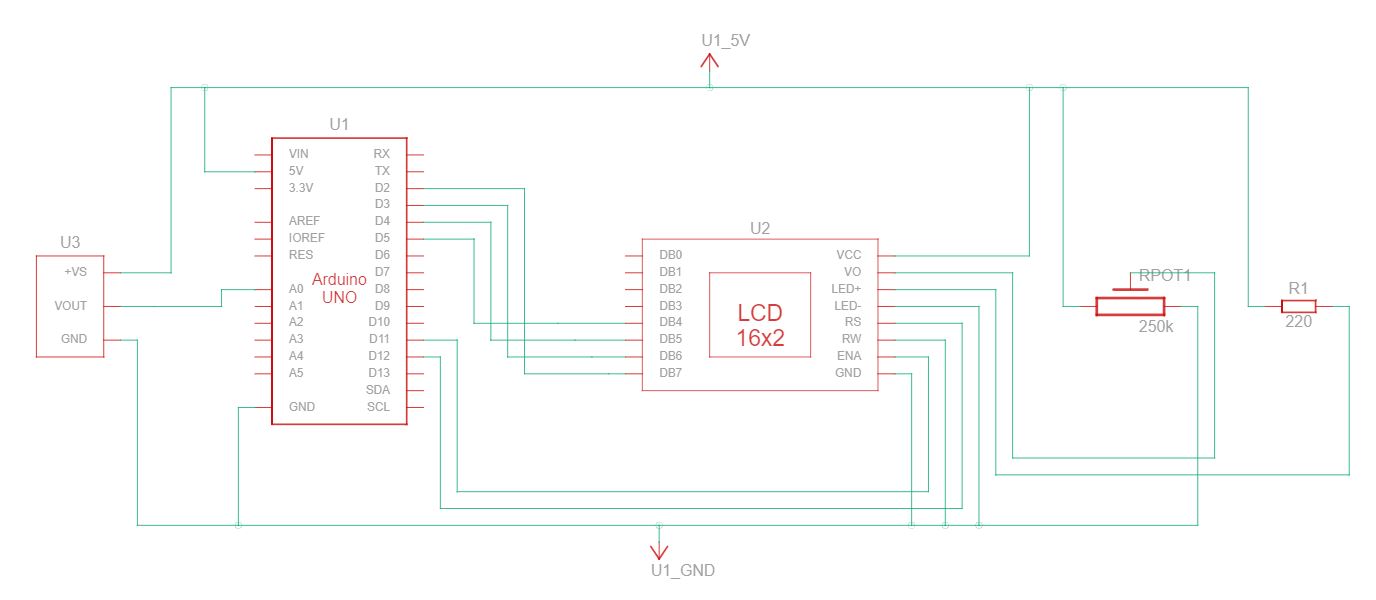 U1_5V
U1
VIN
5V
3.3V
AREF
IOREF
RES
A0
A1
A2
A3
A4
A5
GND
RX
TX
D2
D3
D4
D5
D6
D7
D8
D9
D10
D11
D12
D13
SDA
SCL
Arduino
UNO
U3
+VS
VOUT
GND
U2
DB0
DB1
DB2
DB3
DB4
DB5
DB6
DB7
LCD
16x2
VCC
VO
LED+
LED-
RS
RW
ENA
GND
RPOT1
250k
R1
220
U1_GND